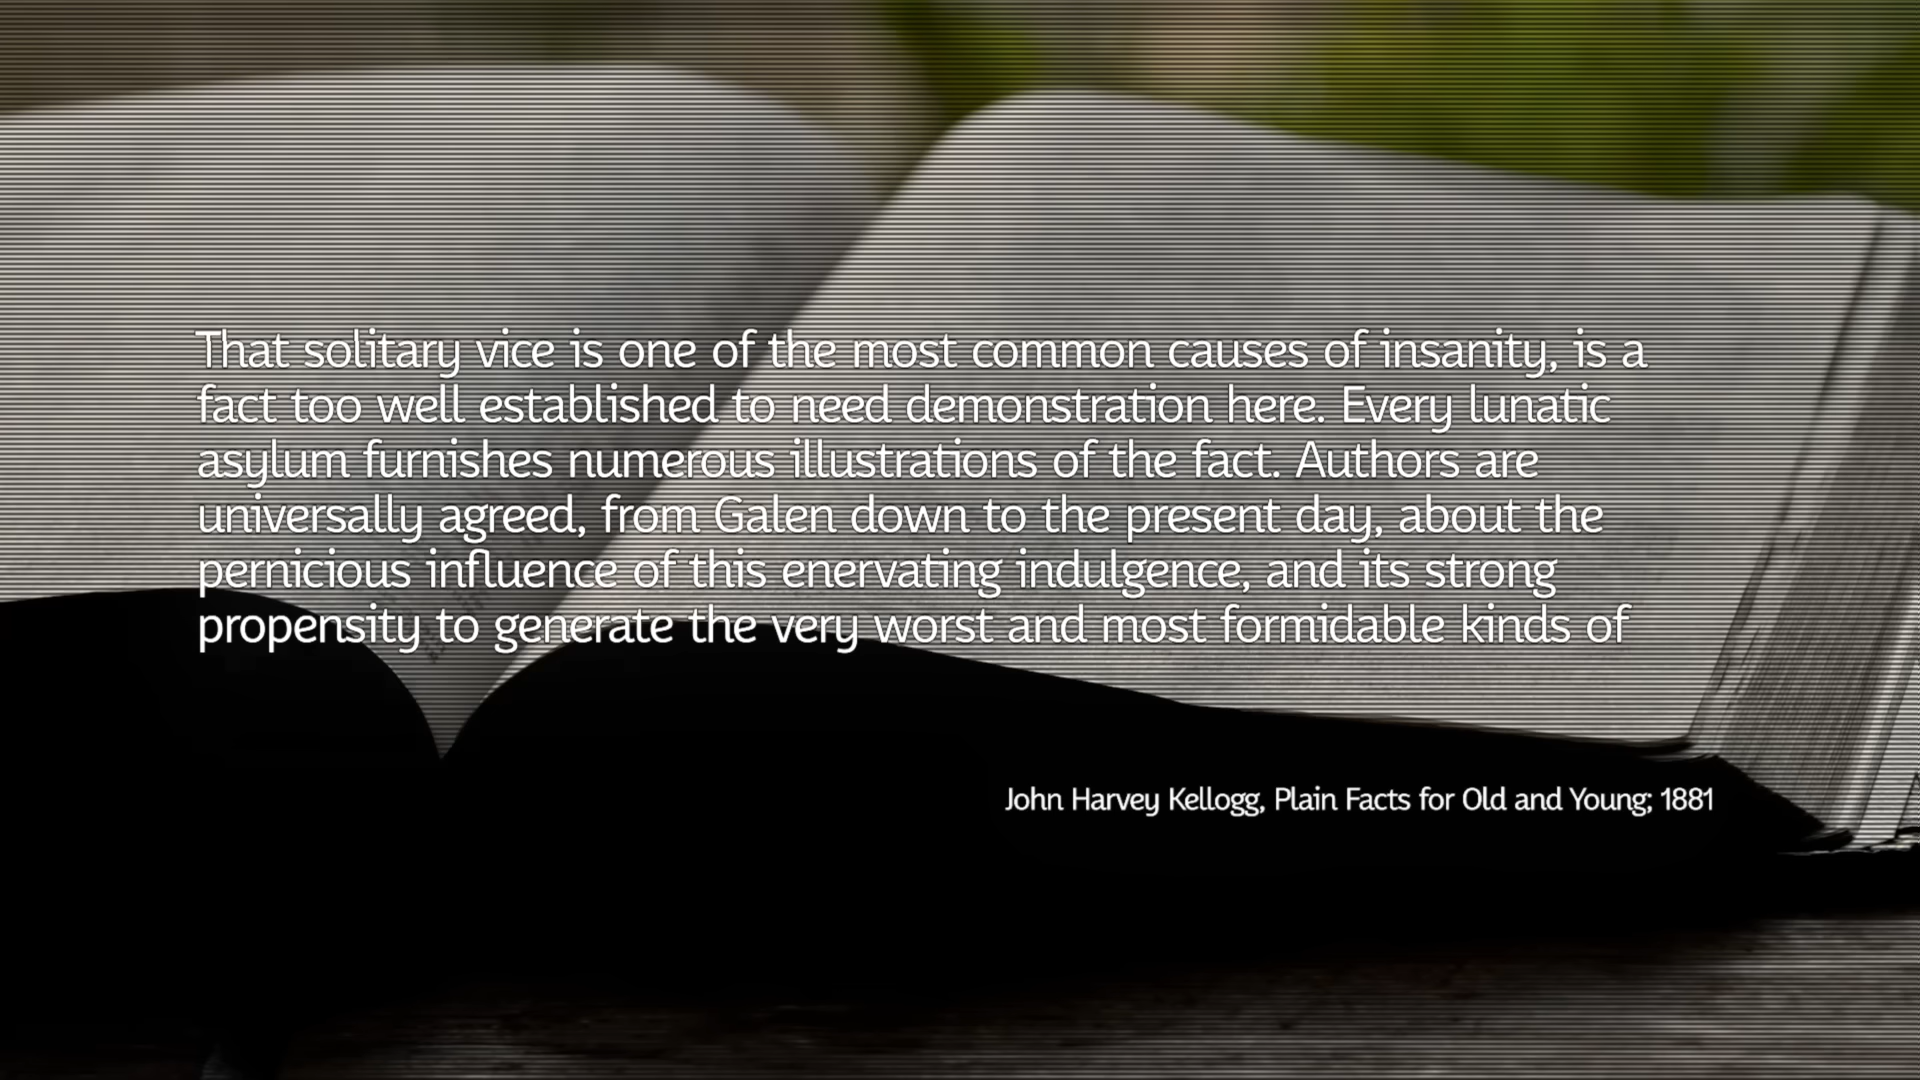 That solitary vice is one of the most common causes of insanity, is a
fact too well established to need demonstration here. Every lunatic
asylum furnishes numerous illustrations of the fact. Authors are
universally agreed, from Galen down to the present day, about the
pernicious influence of this enervating indulgence, and its strong
propensity to generate the very worst and most formidable kinds of
John Harvey Kellogg, Plain Facts for Old and Young; 1881